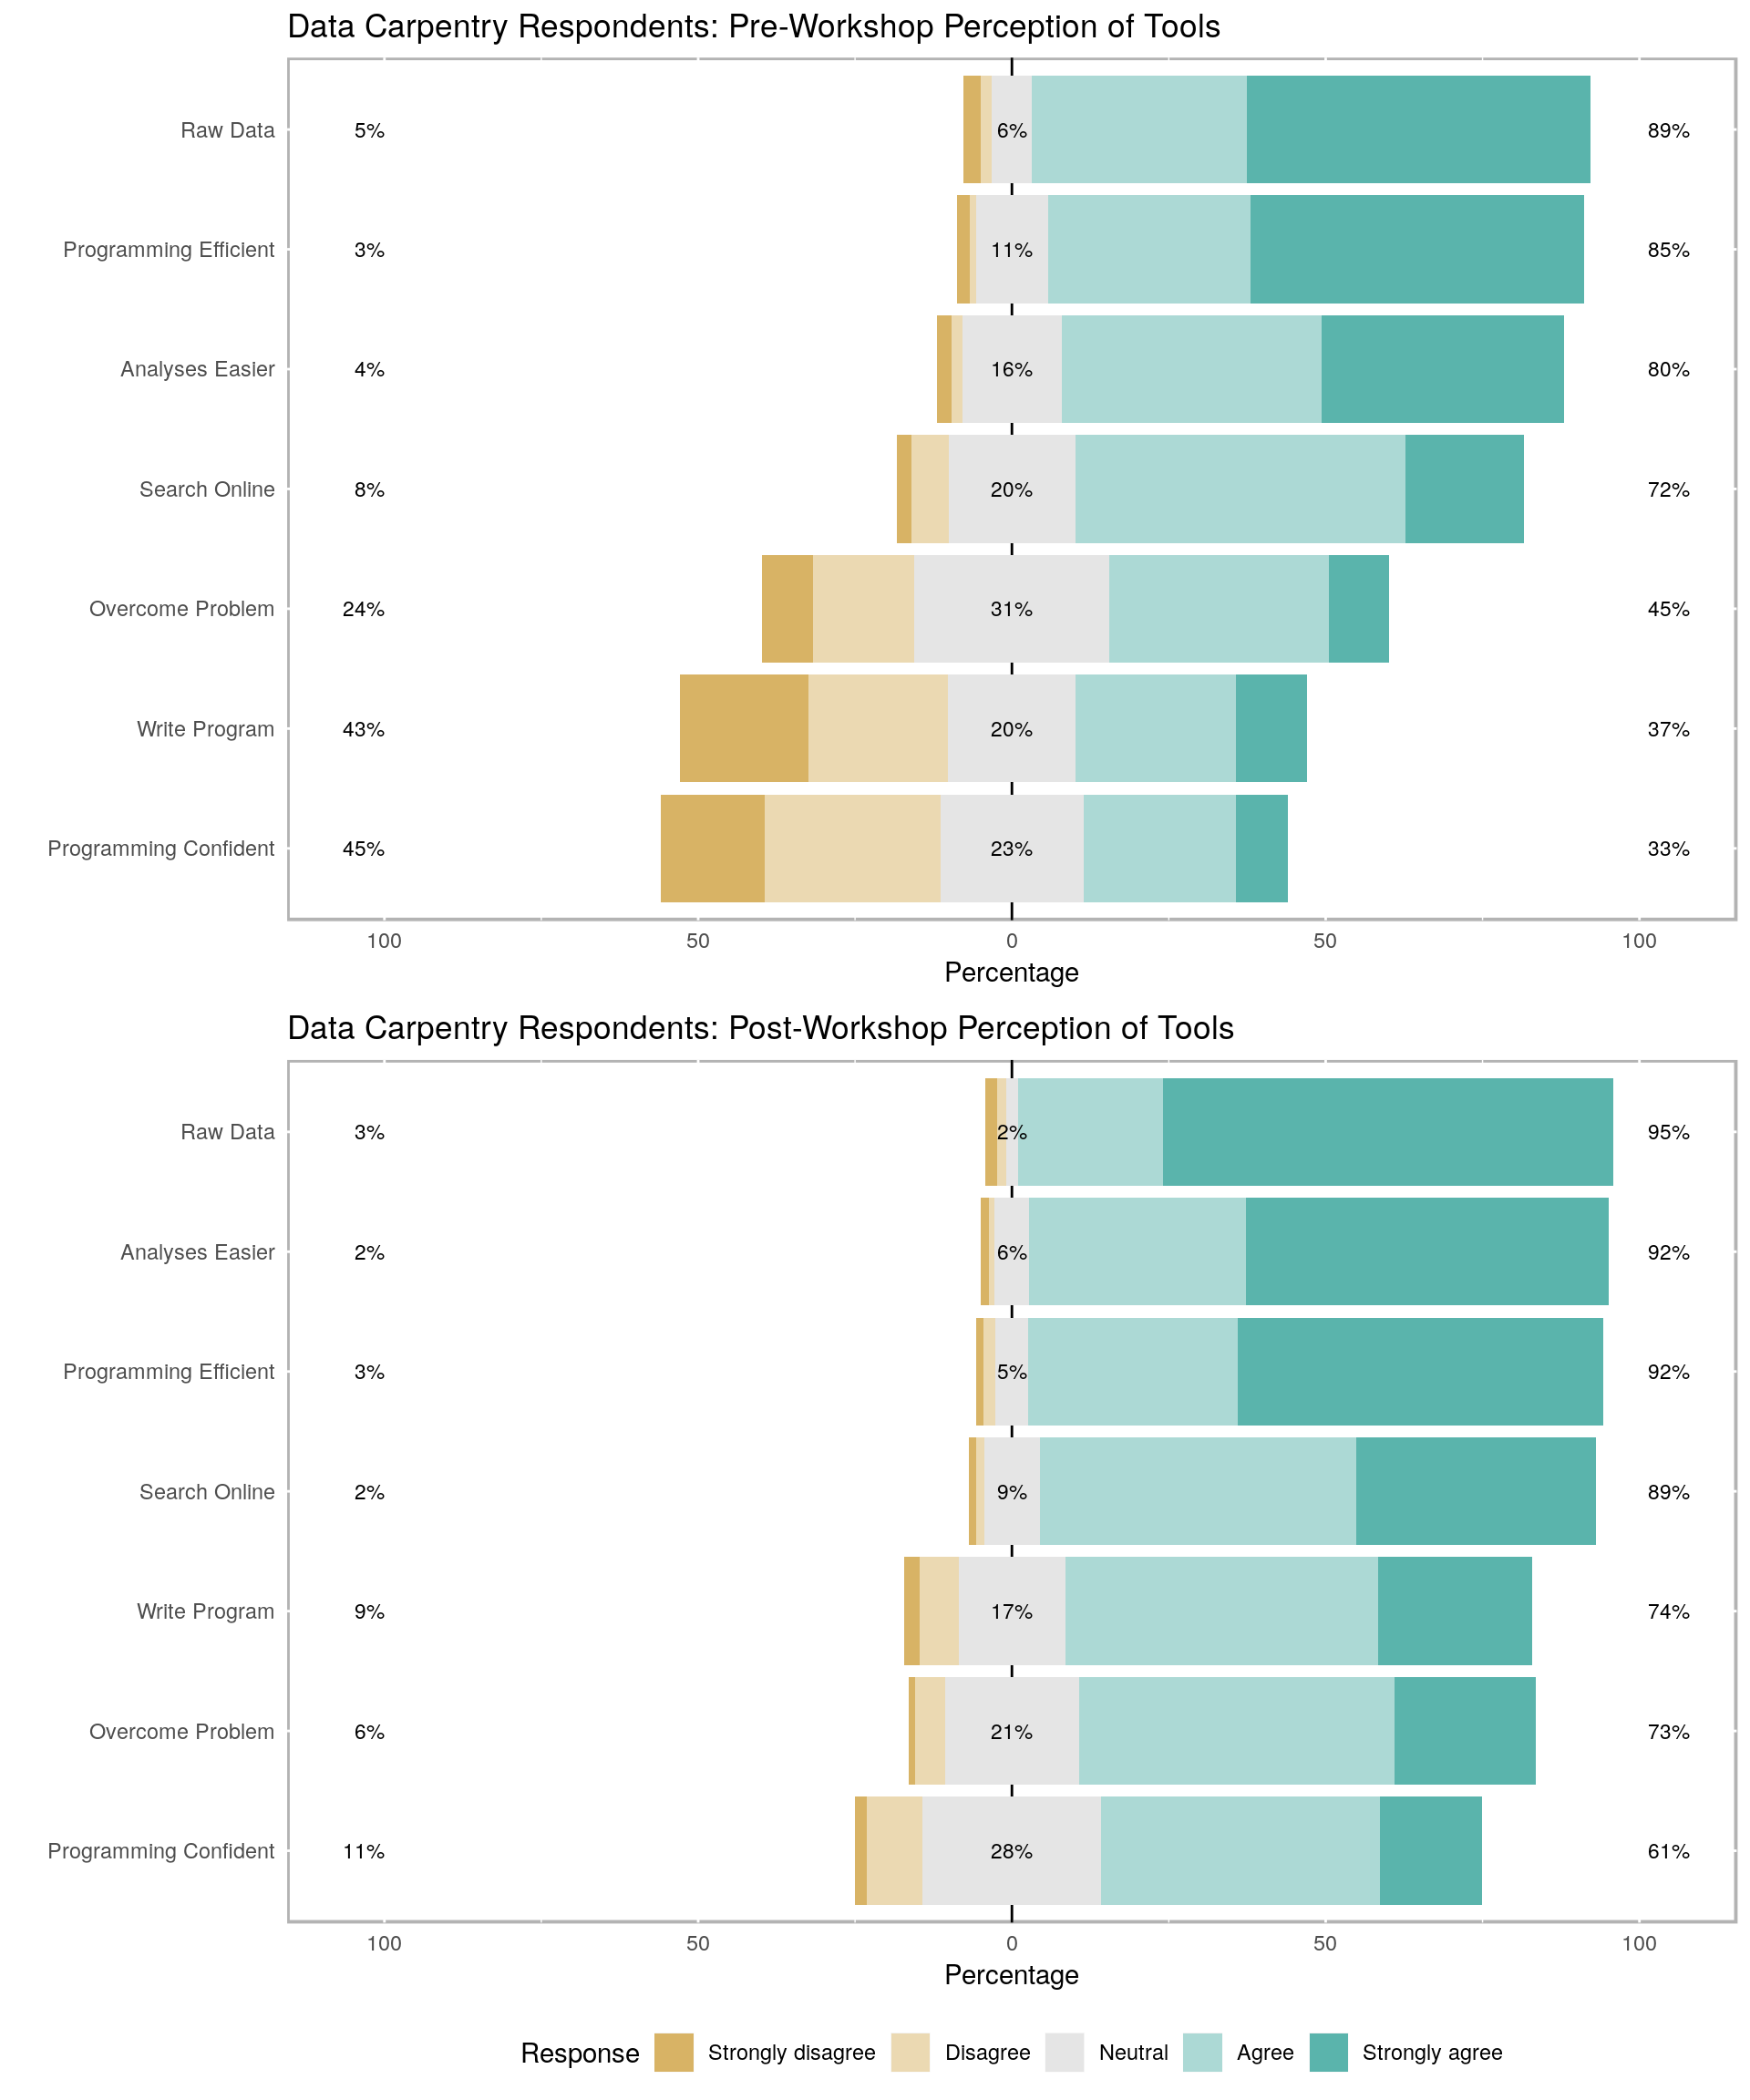 Data Carpentry Respondents: Pre-Workshop Perception of Tools
Raw Data 5% 6% 89%
Programming Efficient 3% 11% 85%
Analyses Easier 4% 16% 80%
Search Online 8% 20% 72%
Overcome Problem 24% 31% 45%
Write Program 43% 20% 37%
Programming Confident 45% 23% 33%
100 50 0 50 100
Percentage
Data Carpentry Respondents: Post-Workshop Perception of Tools
Raw Data 3% 2% 95%
Analyses Easier 2% 6% 92%
Programming Efficient 3% 5% 92%
Search Online 2% 9% 89%
Write Program 9% 17% 74%
Overcome Problem 6% 21% 73%
Programming Confident 11% 28% 61%
100 50 0 50 100
Percentage
Response Strongly disagree Disagree Neutral Agree Strongly agree